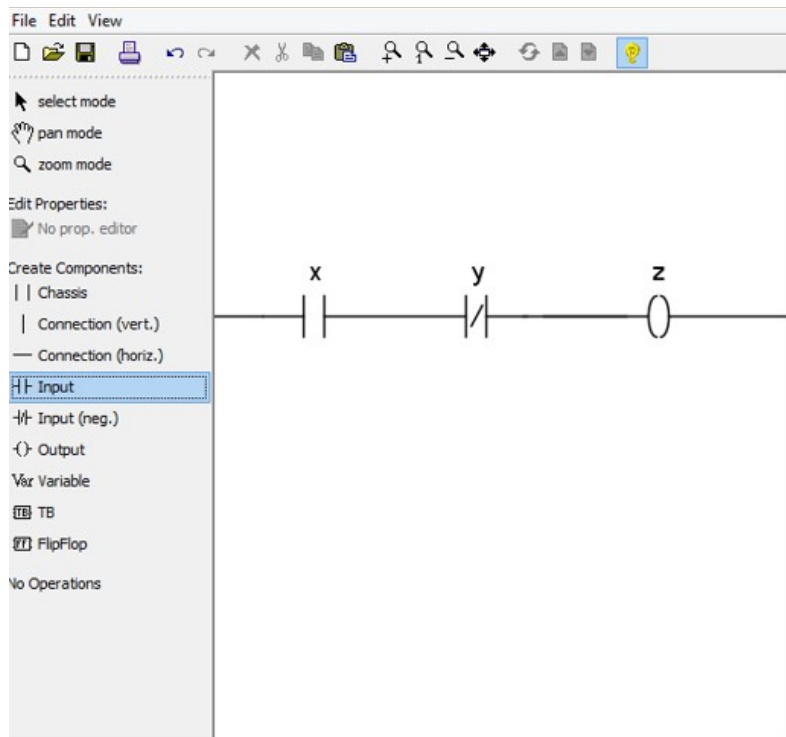 File Edit View
select mode
pan mode
zoom mode
Edit Properties:
No prop. editor
Create Components:
Chassis
Connection (vert.)
Connection (horiz.)
Input
Input (neg.)
Output
Var Variable
TB TB
FF FlipFlop
No Operations
x y z